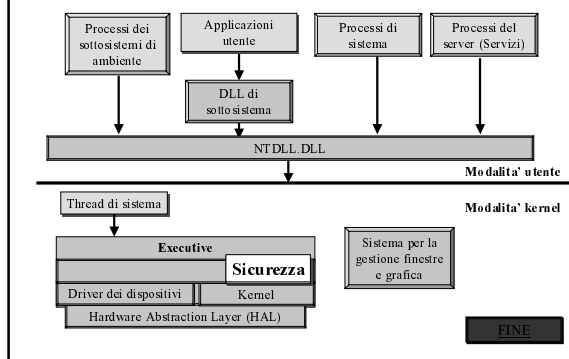 Processi dei
sottosistemi di
ambiente
Applicazioni
utente
Processi di
sistema
Processi del
server (Servizi)
DLL di
sottosistema
NTDLL.DLL
Modalita' utente
Thread di sistema
Modalita' kernel
Executive
Sicurezza
Driver dei dispositivi
Kernel
Hardware Abstraction Layer (HAL)
Sistema per la
gestione finestre
e grafica
FINE